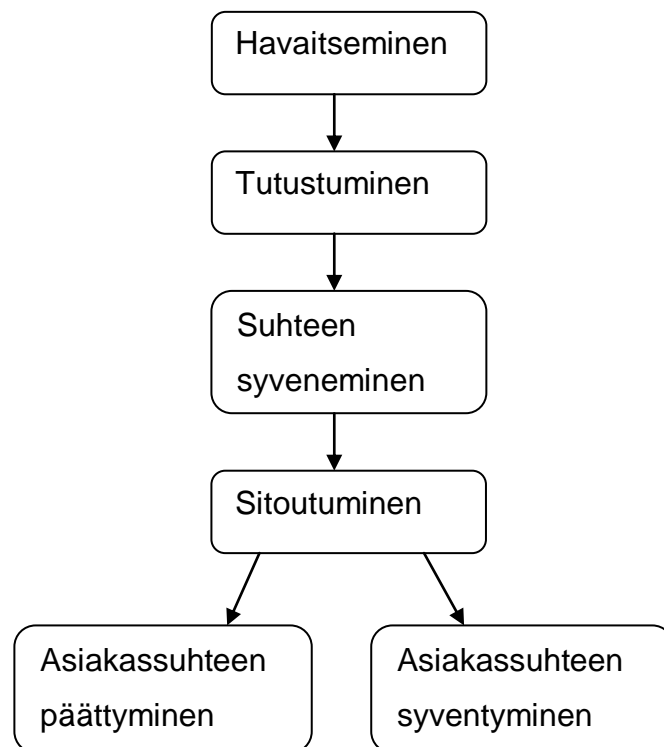 Havaitseminen
Tutustuminen
Suhteen
syveneminen
Sitoutuminen
Asiakassuhteen
päättyminen
Asiakassuhteen
syventyminen